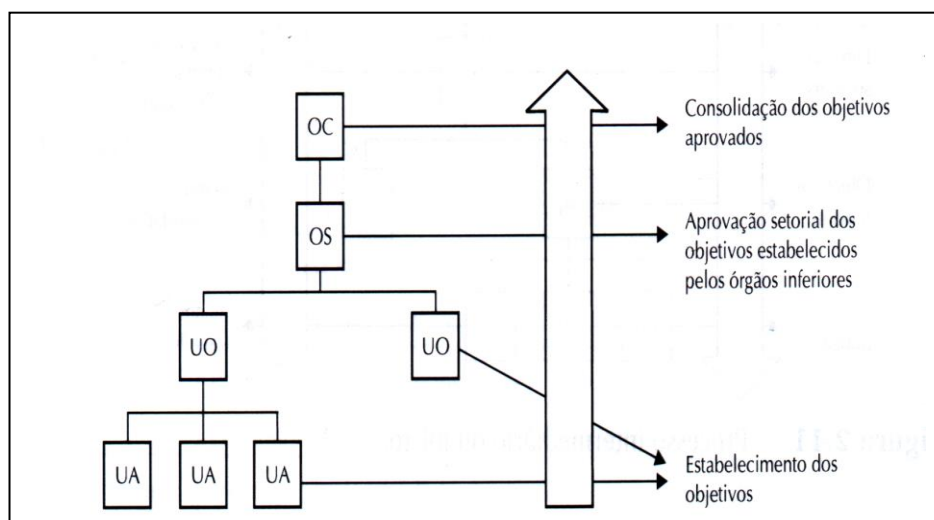 OC
Consolidação dos objetivos
aprovados
OS
Aprovação setorial dos
objetivos estabelecidos
pelos órgãos inferiores
UO
UO
UA
UA
UA
Estabelecimento dos
objetivos